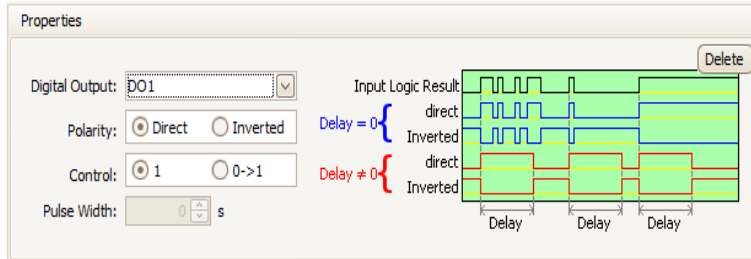 Properties
Delete
Digital Output: DO1
Polarity: Direct Inverted
Control: 1 0->1
Pulse Width: 0 s
Input Logic Result
Delay = 0{ direct
Inverted
Delay ≠ 0{ direct
Inverted
Delay Delay Delay